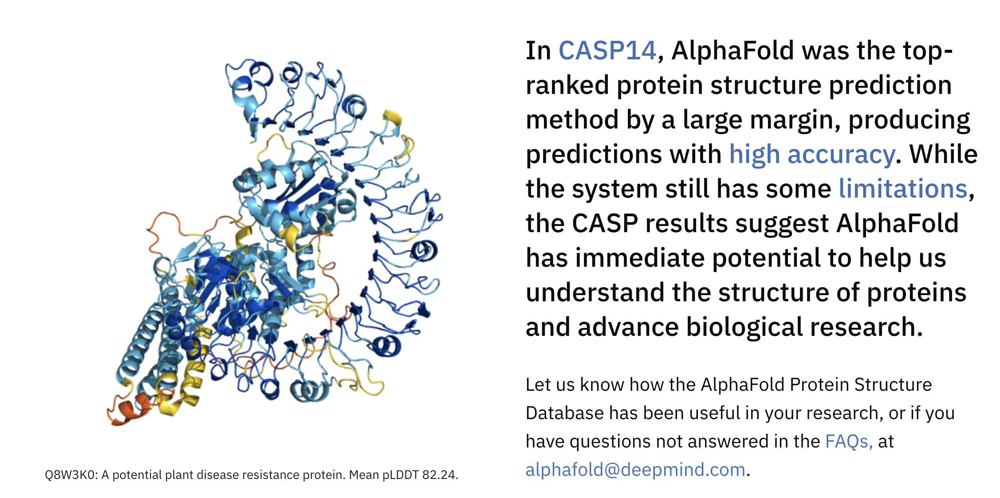 In CASP14, AlphaFold was the top-
ranked protein structure prediction
method by a large margin, producing
predictions with high accuracy. While
the system still has some limitations,
the CASP results suggest AlphaFold
has immediate potential to help us
understand the structure of proteins
and advance biological research.
Let us know how the AlphaFold Protein Structure
Database has been useful in your research, or if you
have questions not answered in the FAQs, at
alphafold@deepmind.com.
Q8W3K0: A potential plant disease resistance protein. Mean pLDDT 82.24.